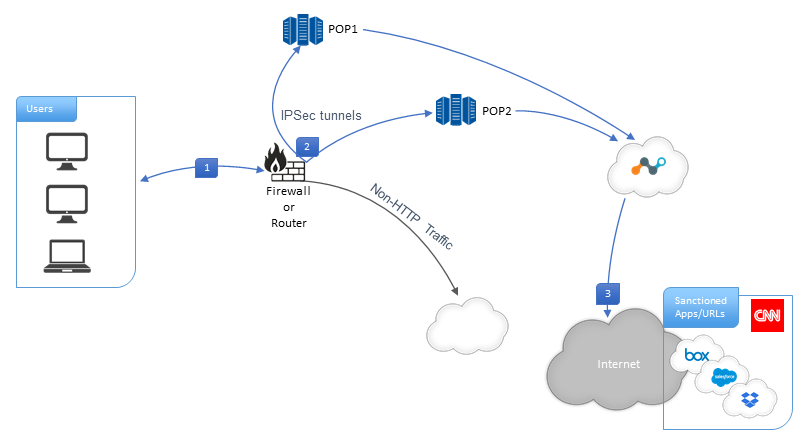 POP1
Users
IPSec tunnels
POP2
2
1
Firewall
or
Router
Non-HTTP Traffic
3
Sanctioned
Apps/URLs
CNN
Internet
box
salesforce